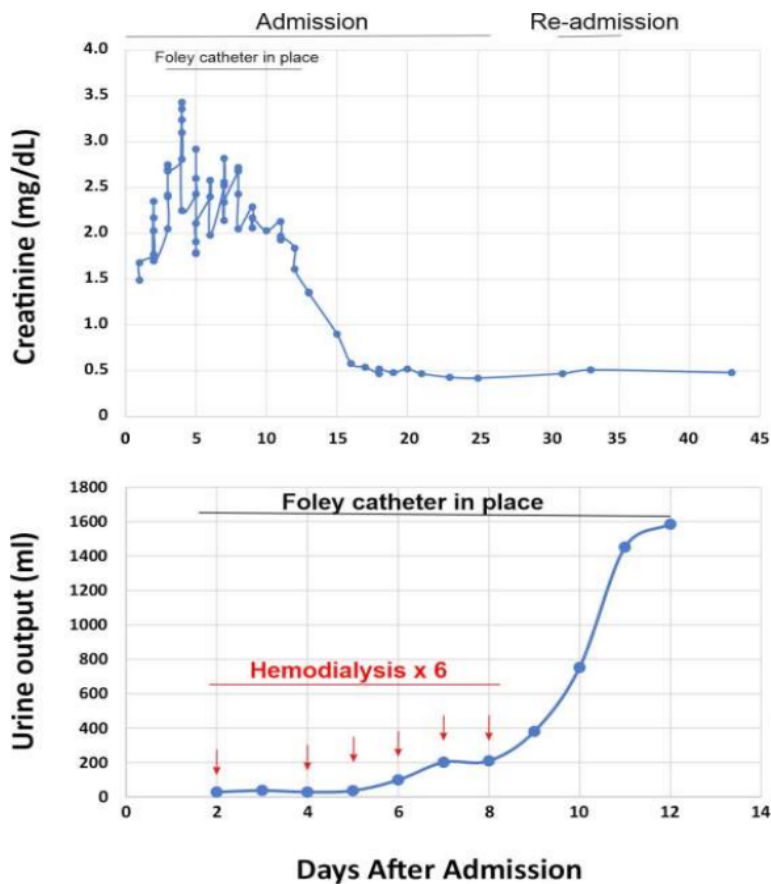 Admission Re-admission
Foley catheter in place
Creatinine (mg/dL)
4.0
3.5
3.0
2.5
2.0
1.5
1.0
0.5
0
0 5 10 15 20 25 30 35 40 45
Foley catheter in place
Hemodialysis x 6
Urine output (ml)
1800
1600
1400
1200
1000
800
600
400
200
0
0 2 4 6 8 10 12 14
Days After Admission